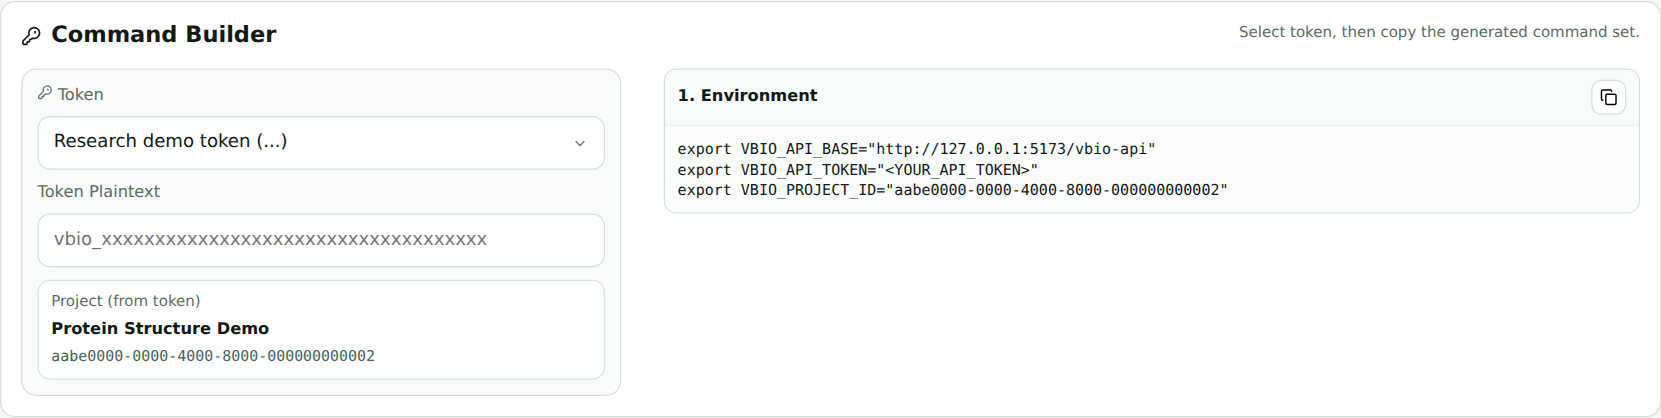 Command Builder
Select token, then copy the generated command set.
Token
Research demo token (...)
Token Plaintext
vbio_xxxxxxxxxxxxxxxxxxxxxxxxxxxxxxxxxxxx
Project (from token)
Protein Structure Demo
aabe0000-0000-4000-8000-000000000002
1. Environment
export VBIO_API_BASE="http://127.0.0.1:5173/vbio-api"
export VBIO_API_TOKEN="<YOUR_API_TOKEN>"
export VBIO_PROJECT_ID="aabe0000-0000-4000-8000-000000000002"